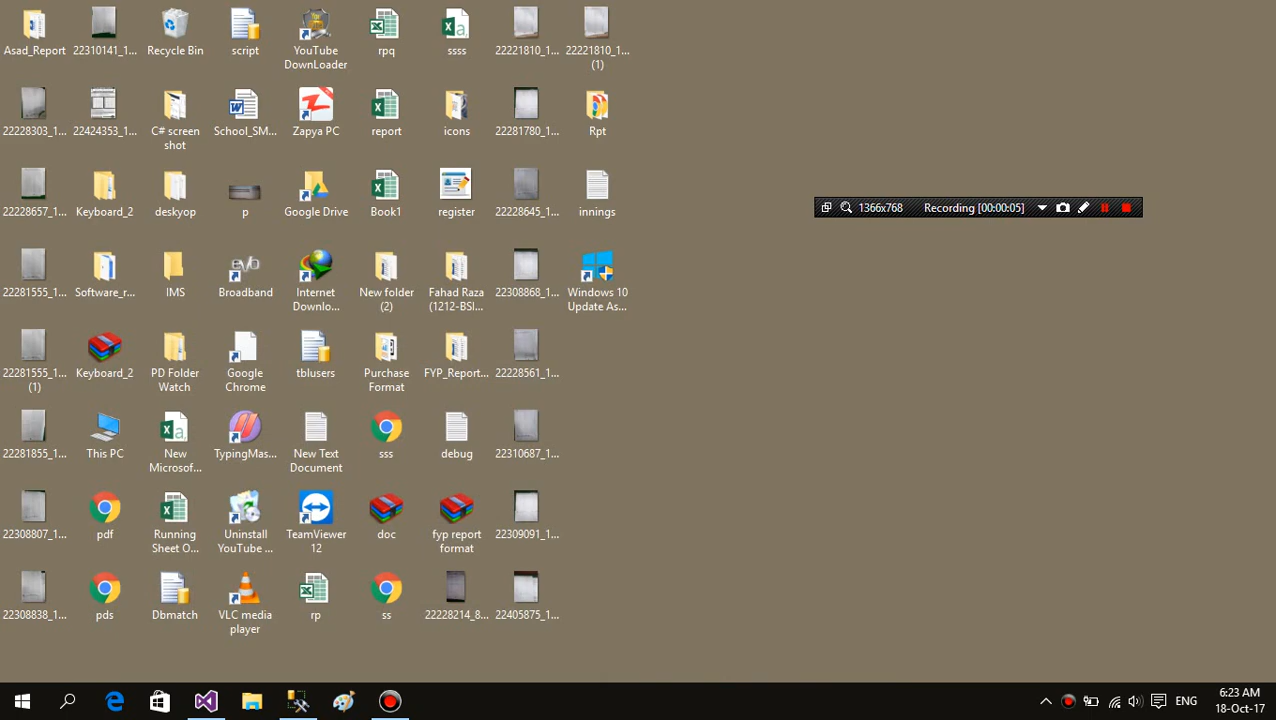 Asad_Report
22310141_1...
Recycle Bin
script
YouTube
DownLoader
rpq
ssss
22221810_1...
22221810_1...
(1)
22228303_1...
22424353_1...
C# screen
shot
School_SM...
Zapya PC
report
icons
22281780_1...
Rpt
22228657_1...
Keyboard_2
deskyop
p
Google Drive
Book1
register
22228645_1...
innings
1366x768
Recording [00:00:05]
22281555_1...
Software_r...
IMS
Broadband
Internet
Downlo...
New folder
(2)
Fahad Raza
(1212-BSI...
22308868_1...
Windows 10
Update As...
22281555_1...
(1)
Keyboard_2
PD Folder
Watch
Google
Chrome
tblusers
Purchase
Format
FYP_Report...
22228561_1...
22281855_1...
This PC
New
Microsof...
TypingMas...
New Text
Document
sss
debug
22310687_1...
22308807_1...
pdf
Running
Sheet O...
Uninstall
YouTube ...
TeamViewer
12
doc
fyp report
format
22309091_1...
22308838_1...
pds
Dbmatch
VLC media
player
rp
ss
22228214_8...
22405875_1...
ENG
6:23 AM
18-Oct-17